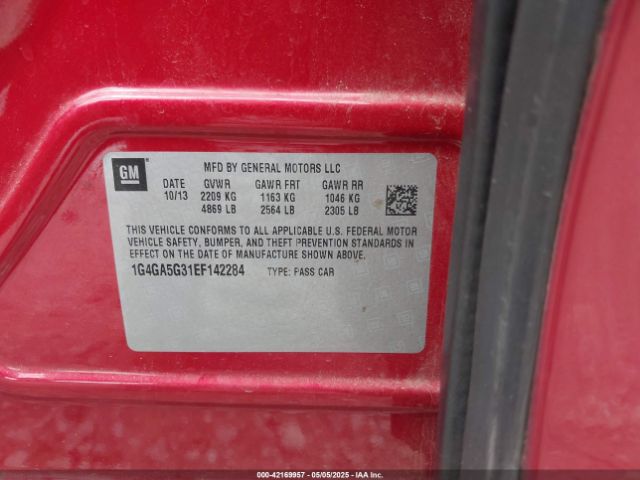 GM
MFD BY GENERAL MOTORS LLC
DATE GVWR GAWR FRT GAWR RR
10/13 2209 KG 1163 KG 1046 KG
4869 LB 2564 LB 2305 LB
THIS VEHICLE CONFORMS TO ALL APPLICABLE U.S. FEDERAL MOTOR
VEHICLE SAFETY, BUMPER, AND THEFT PREVENTION STANDARDS IN
EFFECT ON THE DATE OF MANUFACTURE SHOWN ABOVE.
1G4GA5G31EF142284 TYPE: PASS CAR
000-42169957 - 05/05/2025 - IAA Inc.